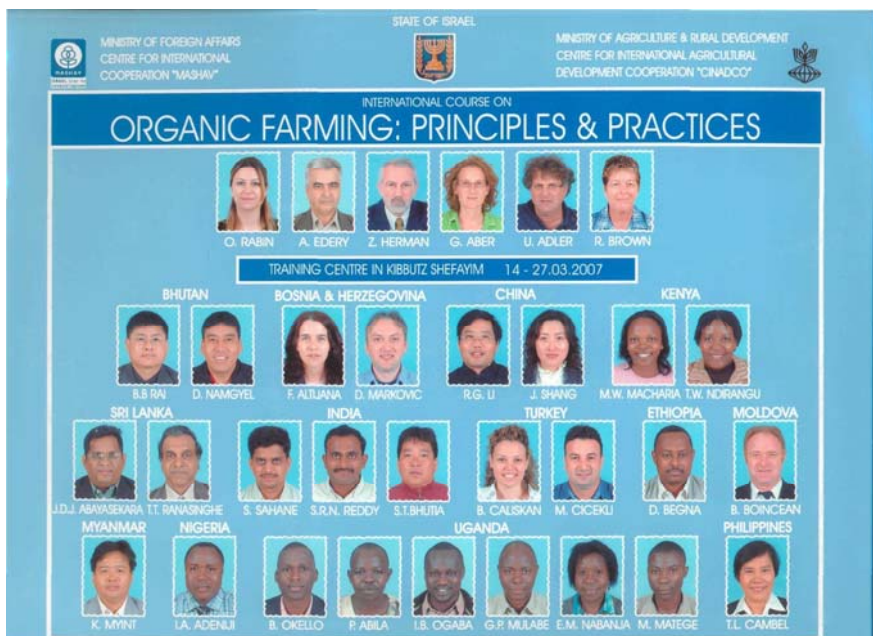 STATE OF ISRAEL
MINISTRY OF FOREIGN AFFAIRS
CENTRE FOR INTERNATIONAL
COOPERATION "MASHAV"
MINISTRY OF AGRICULTURE & RURAL DEVELOPMENT
CENTRE FOR INTERNATIONAL AGRICULTURAL
DEVELOPMENT COOPERATION "CINADCO"
MASHAV
INTERNATIONAL COURSE ON
ORGANIC FARMING: PRINCIPLES & PRACTICES
O. RABIN A. EDERY Z. HERMAN G. ABER U. ADLER R. BROWN
TRAINING CENTRE IN KIBBUTZ SHEFAYIM 14 - 27.03.2007
BHUTAN BOSNIA & HERZEGOVINA CHINA KENYA
B.B RAI D. NAMGYEL F. ALTIJANA D. MARKOVIC R.G. LI J. SHANG M.W. MACHARIA T.W. NDIRANGU
SRI LANKA INDIA TURKEY ETHIOPIA MOLDOVA
J.D.J. ABAYASEKARA T.T. RANASINGHE S. SAHANE S.R.N. REDDY S.T.BHUTIA B. CALISKAN M. CICEKLI D. BEGNA B. BOINCEAN
MYANMAR NIGERIA UGANDA PHILIPPINES
K. MYINT I.A. ADENIJI B. OKELLO P. ABILA I.B. OGABA G.P. MULABE E.M. NABANJA M. MATEGE T.L. CAMBEL